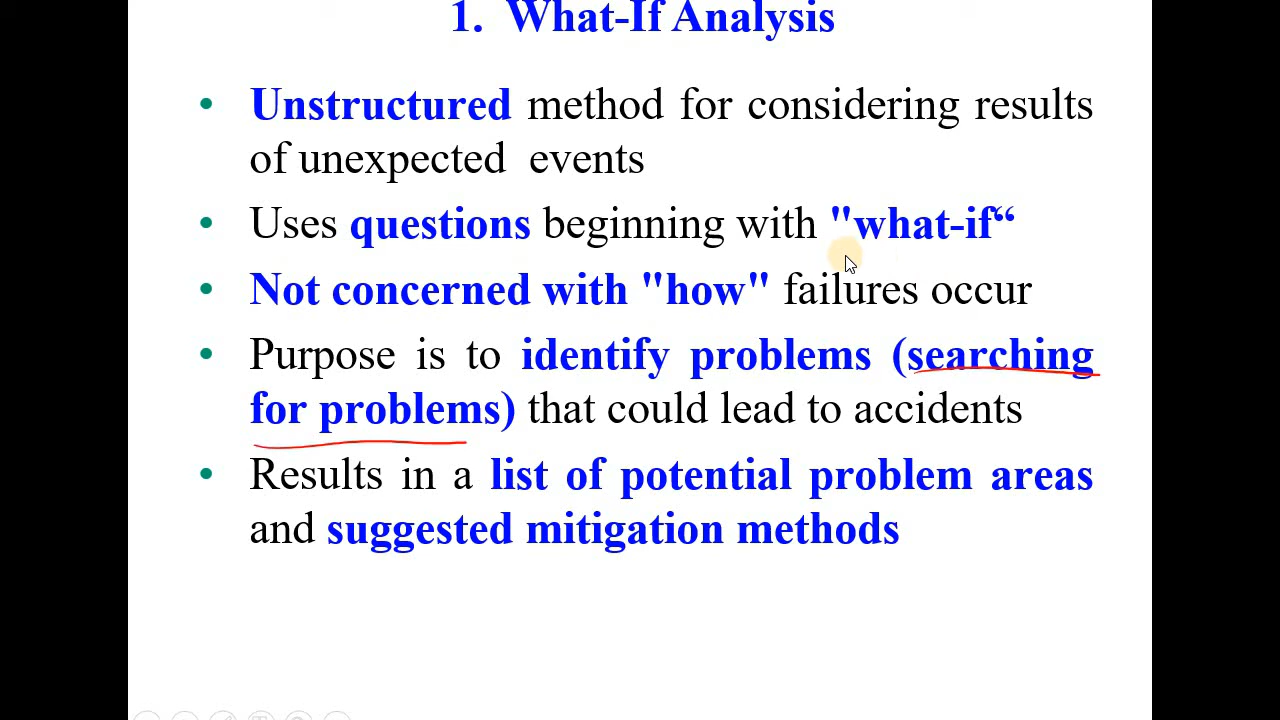 1. What-If Analysis
• Unstructured method for considering results
of unexpected events
• Uses questions beginning with "what-if“
• Not concerned with "how" failures occur
• Purpose is to identify problems (searching
for problems) that could lead to accidents
• Results in a list of potential problem areas
and suggested mitigation methods